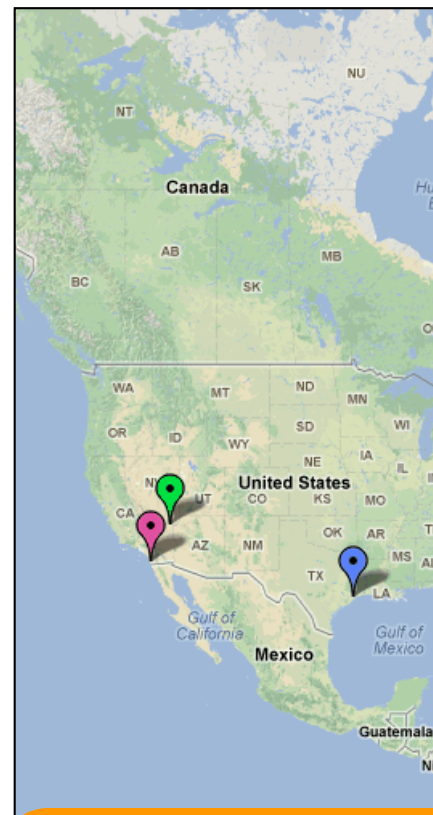 NU
NT
Canada
Hu
AB
MB
BC
SK
O
WA
MT
ND
MN
OR
ID
SD
WI
WY
NE
IA
IL
NV
UT
United States
CO
KS
MO
CA
AZ
NM
OK
AR
TX
MS
LA
Gulf of
California
Gulf of
Mexico
Mexico
Guatemala